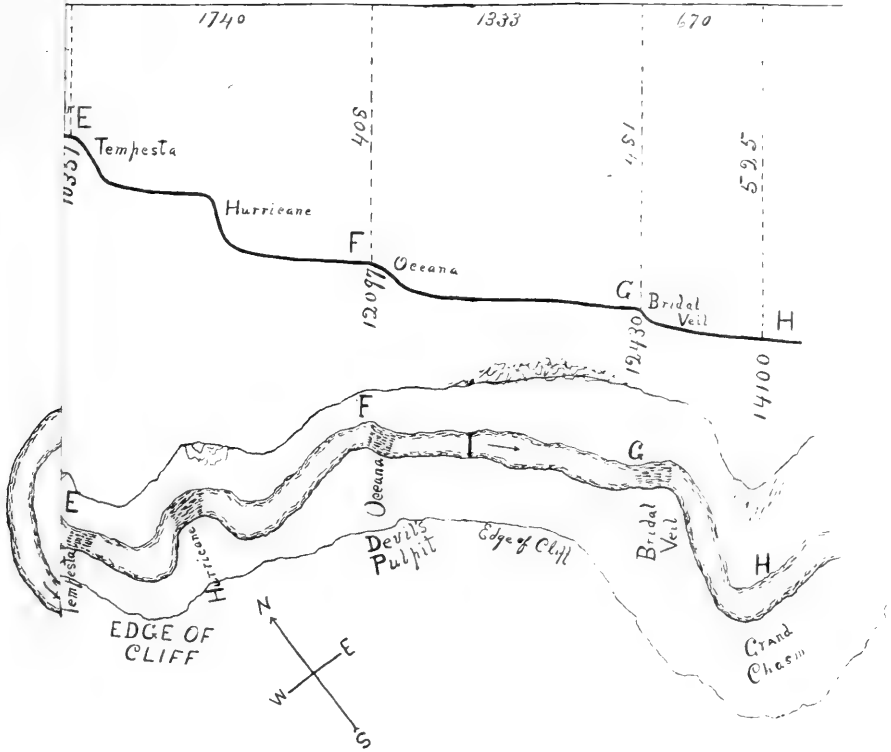 1740 1333 670
E
Tempesta
10357
408
451
525
Hurricane
F
Oceana
12097
G
Bridal
Veil
12430
H
14100
F
E
Oceana
G
Tempesta
Hurricane
Devil's
Pulpit
Edge of Cliff
Bridal
Veil
H
EDGE OF
CLIFF
Grand
Chasm
N
E
W
S